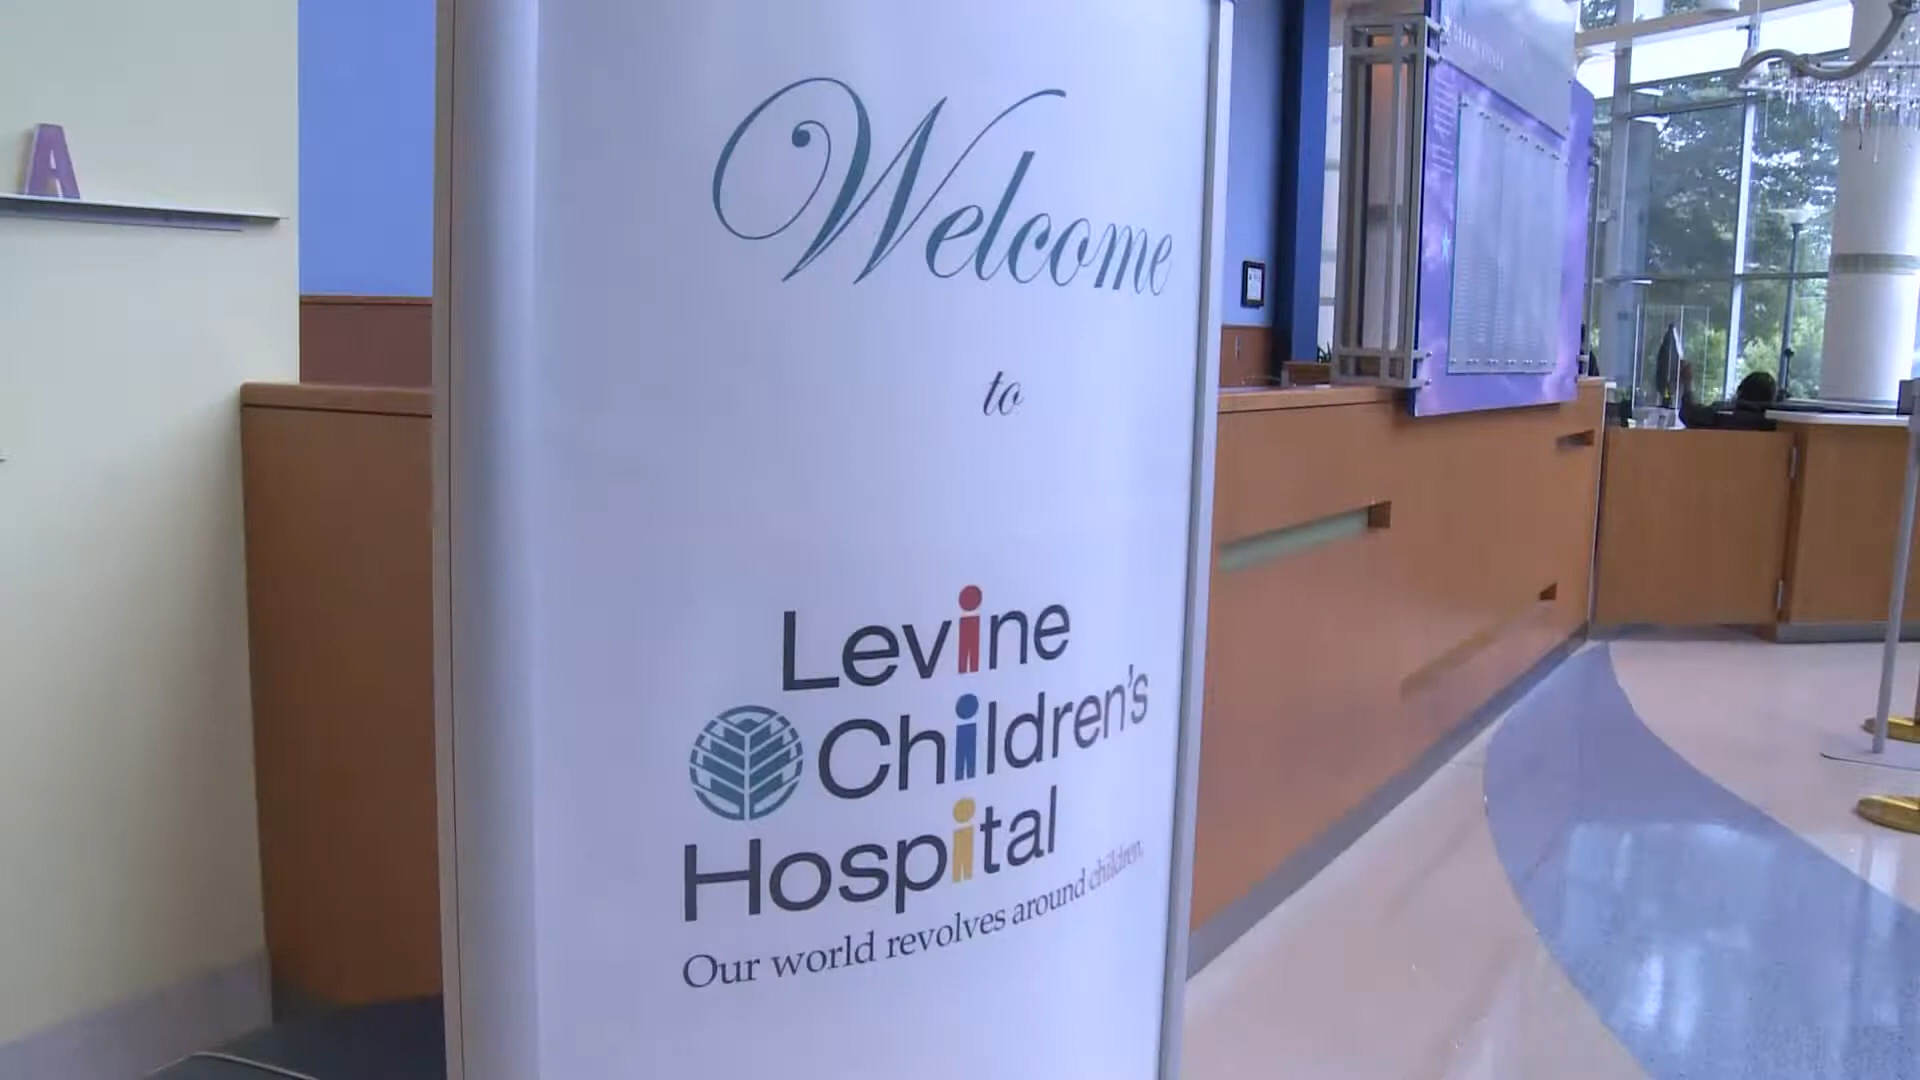 A
Welcome
to
Levine
Children's
Hospital
Our world revolves around children.